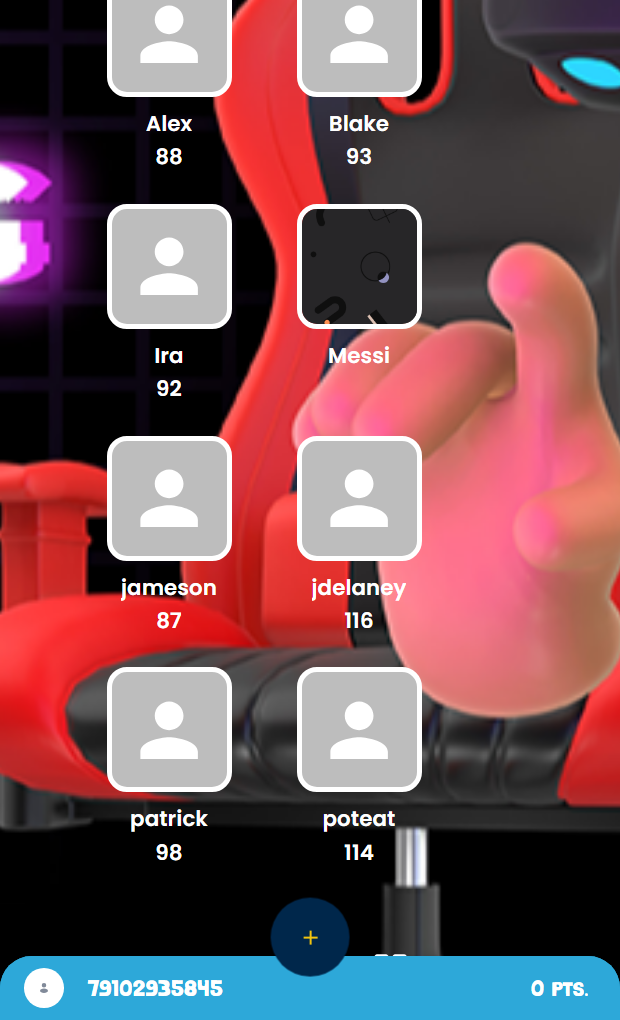 Alex Blake
88 93
Ira Messi
92
jameson jdelaney
87 116
patrick poteat
98 114
+
79102935845 0 PTS.